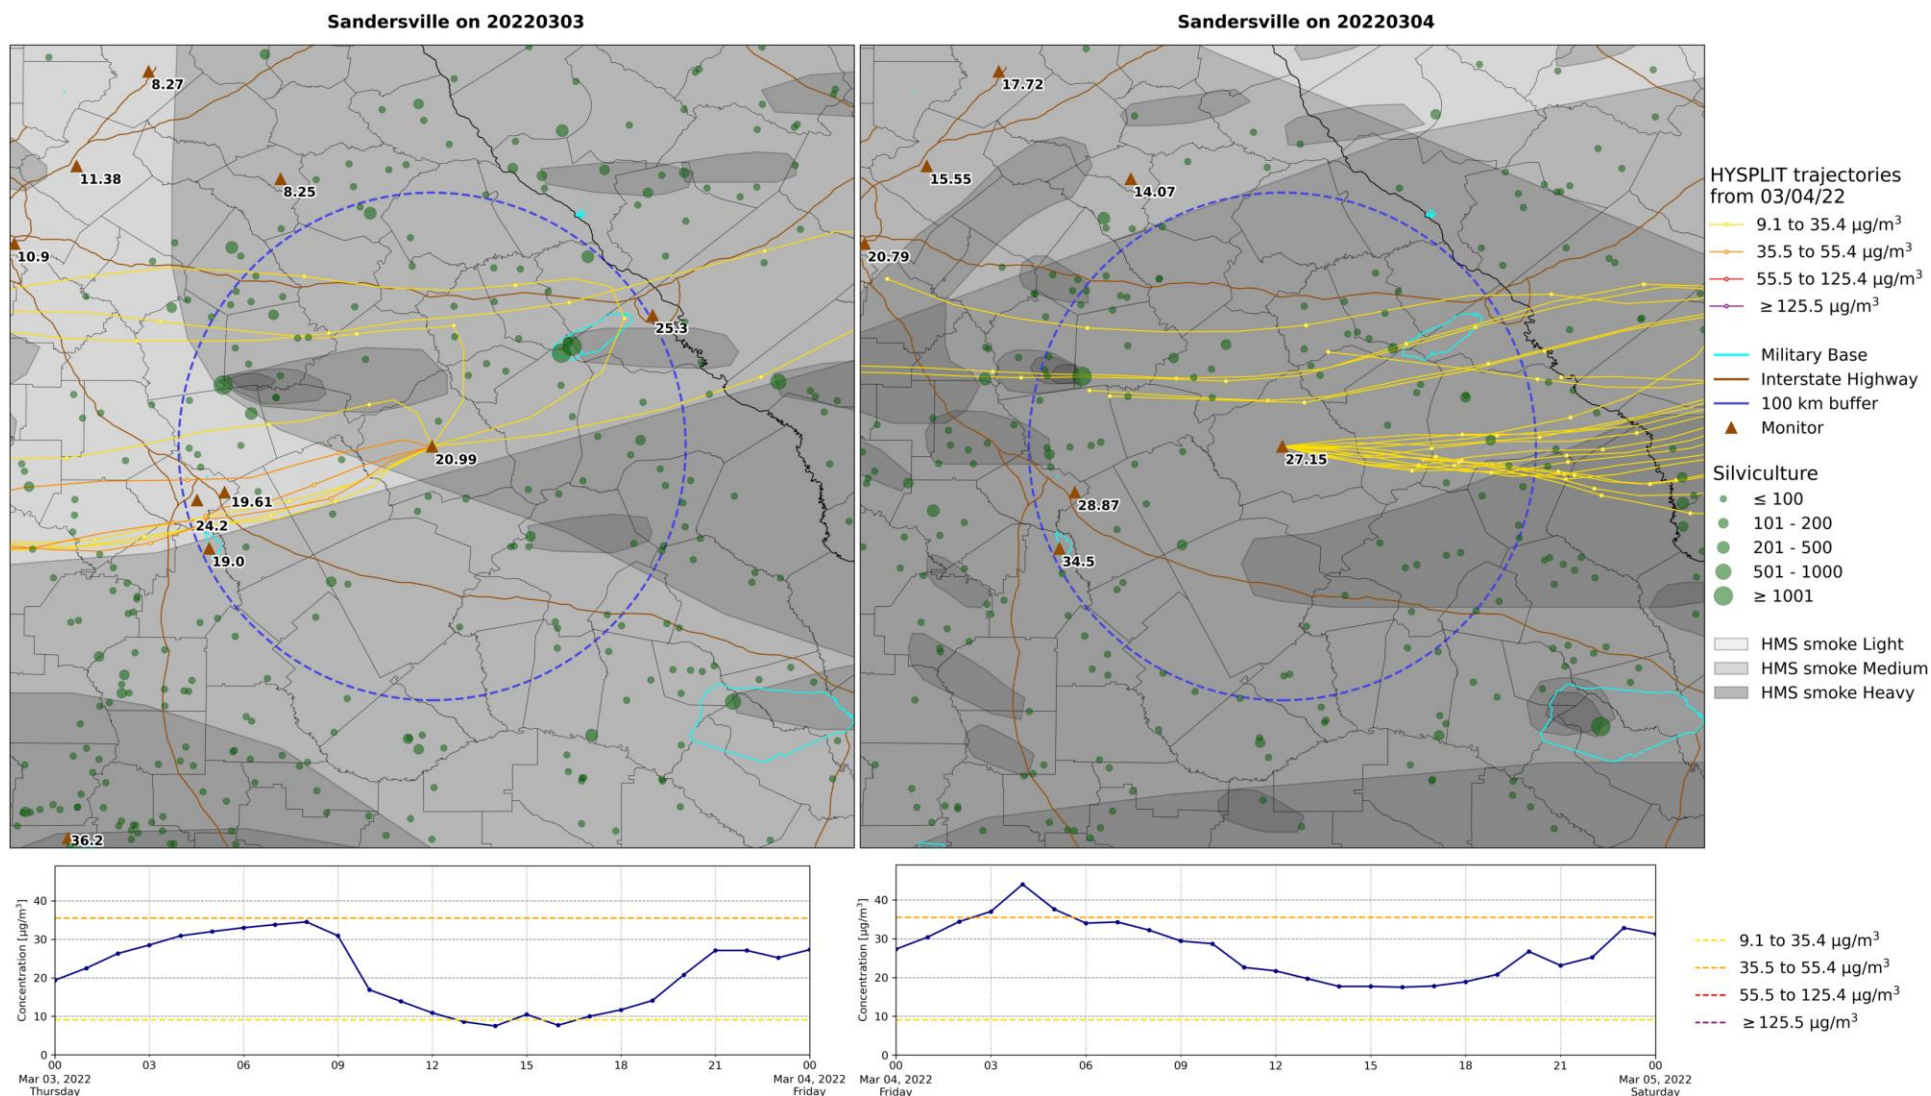 Sandersville on 20220303
8.27
11.38
8.25
10.9
25.3
20.99
19.61
24.2
19.0
36.2
Sandersville on 20220304
17.72
15.55
14.07
20.79
27.15
28.87
34.5
HYSPLIT trajectories
from 03/04/22
9.1 to 35.4 µg/m³
35.5 to 55.4 µg/m³
55.5 to 125.4 µg/m³
≥ 125.5 µg/m³
Military Base
Interstate Highway
100 km buffer
Monitor
Silviculture
≤ 100
101 - 200
201 - 500
501 - 1000
≥ 1001
HMS smoke Light
HMS smoke Medium
HMS smoke Heavy
Concentration [µg/m³]
40
30
20
10
0
00 03 06 09 12 15 18 21 00
Mar 03, 2022 Mar 04, 2022
Thursday Friday
Concentration [µg/m³]
40
30
20
10
0
00 03 06 09 12 15 18 21 00
Mar 04, 2022 Mar 05, 2022
Friday Saturday
9.1 to 35.4 µg/m³
35.5 to 55.4 µg/m³
55.5 to 125.4 µg/m³
≥ 125.5 µg/m³